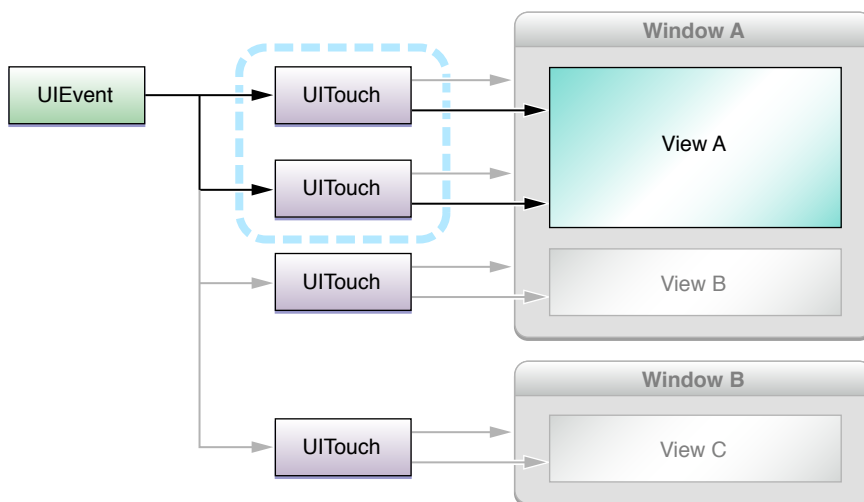 Window A
UIEvent
UITouch
View A
UITouch
UITouch
View B
Window B
UITouch
View C